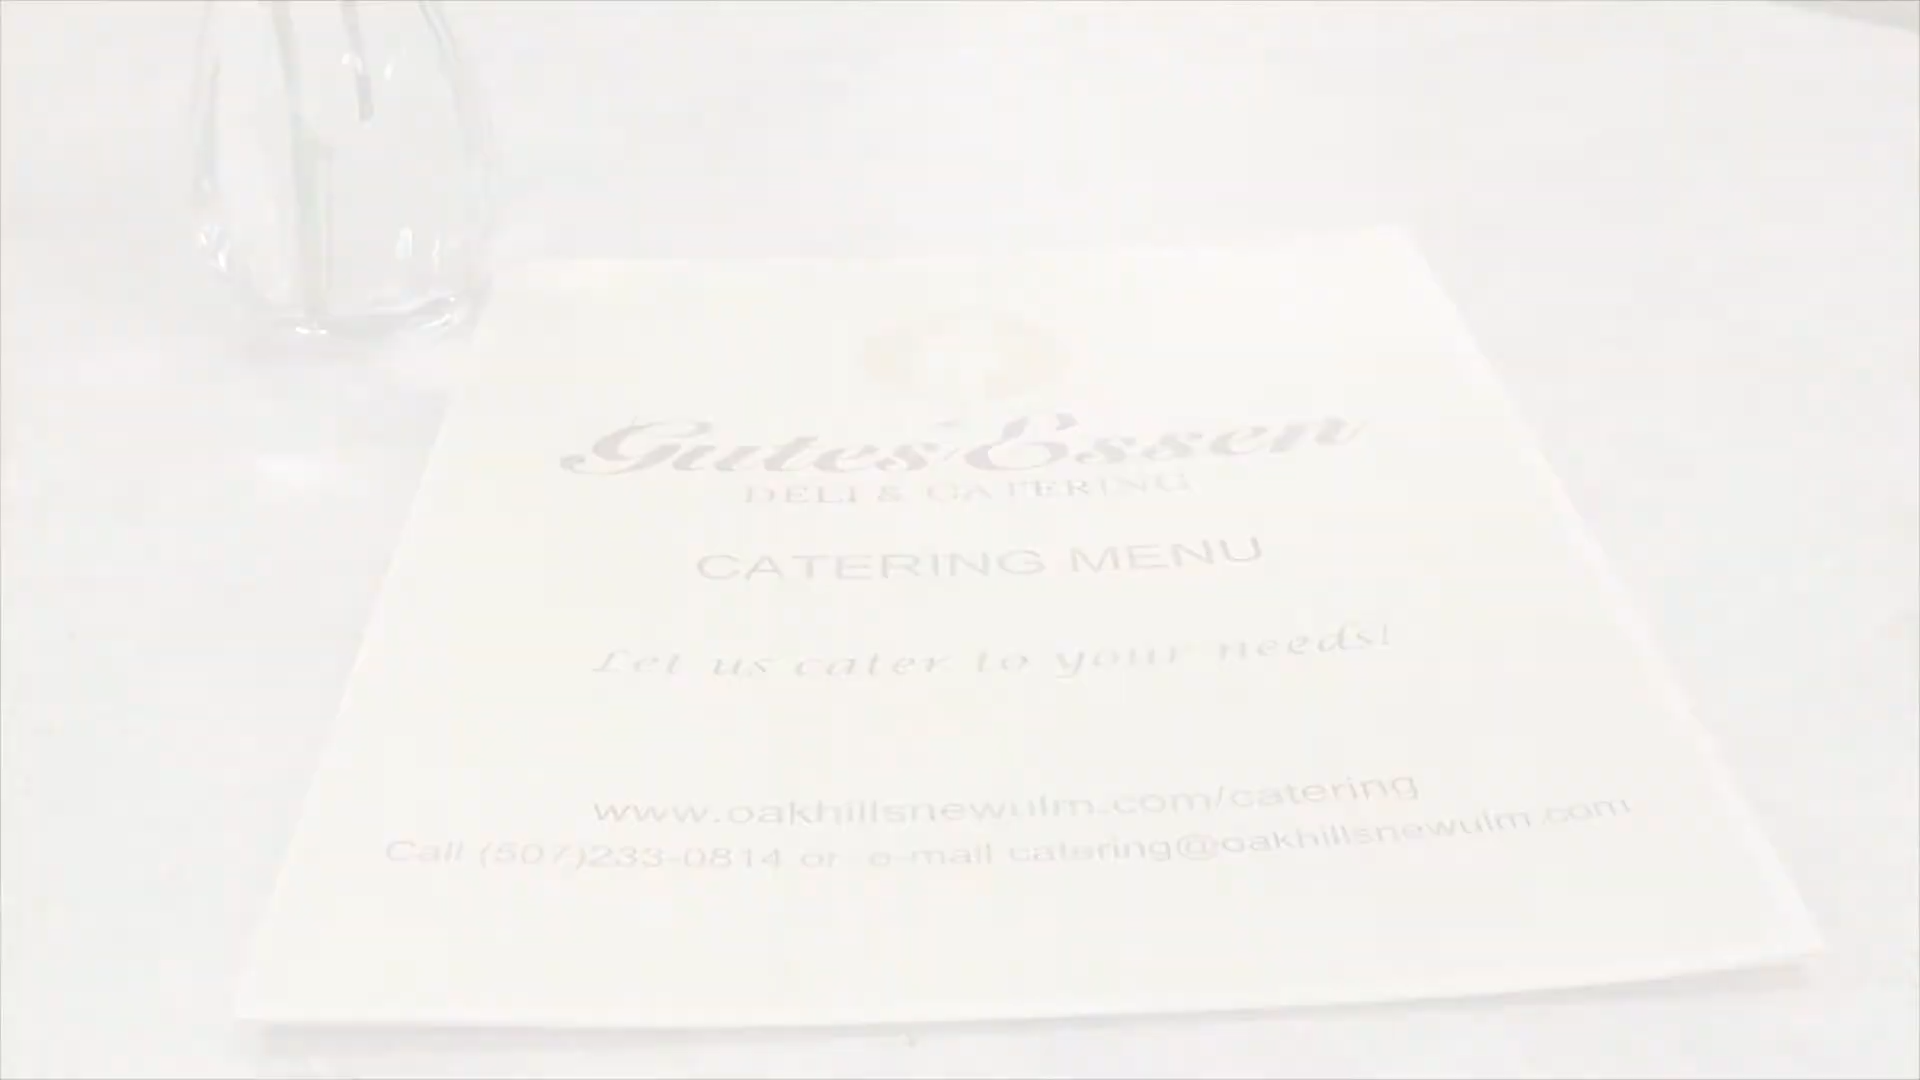 Gutes Essen
DELI & CATERING
CATERING MENU
Let us cater to your needs!
www.oakhillsnewulm.com/catering
Call (507)233-0814 or e-mail catering@oakhillsnewulm.com